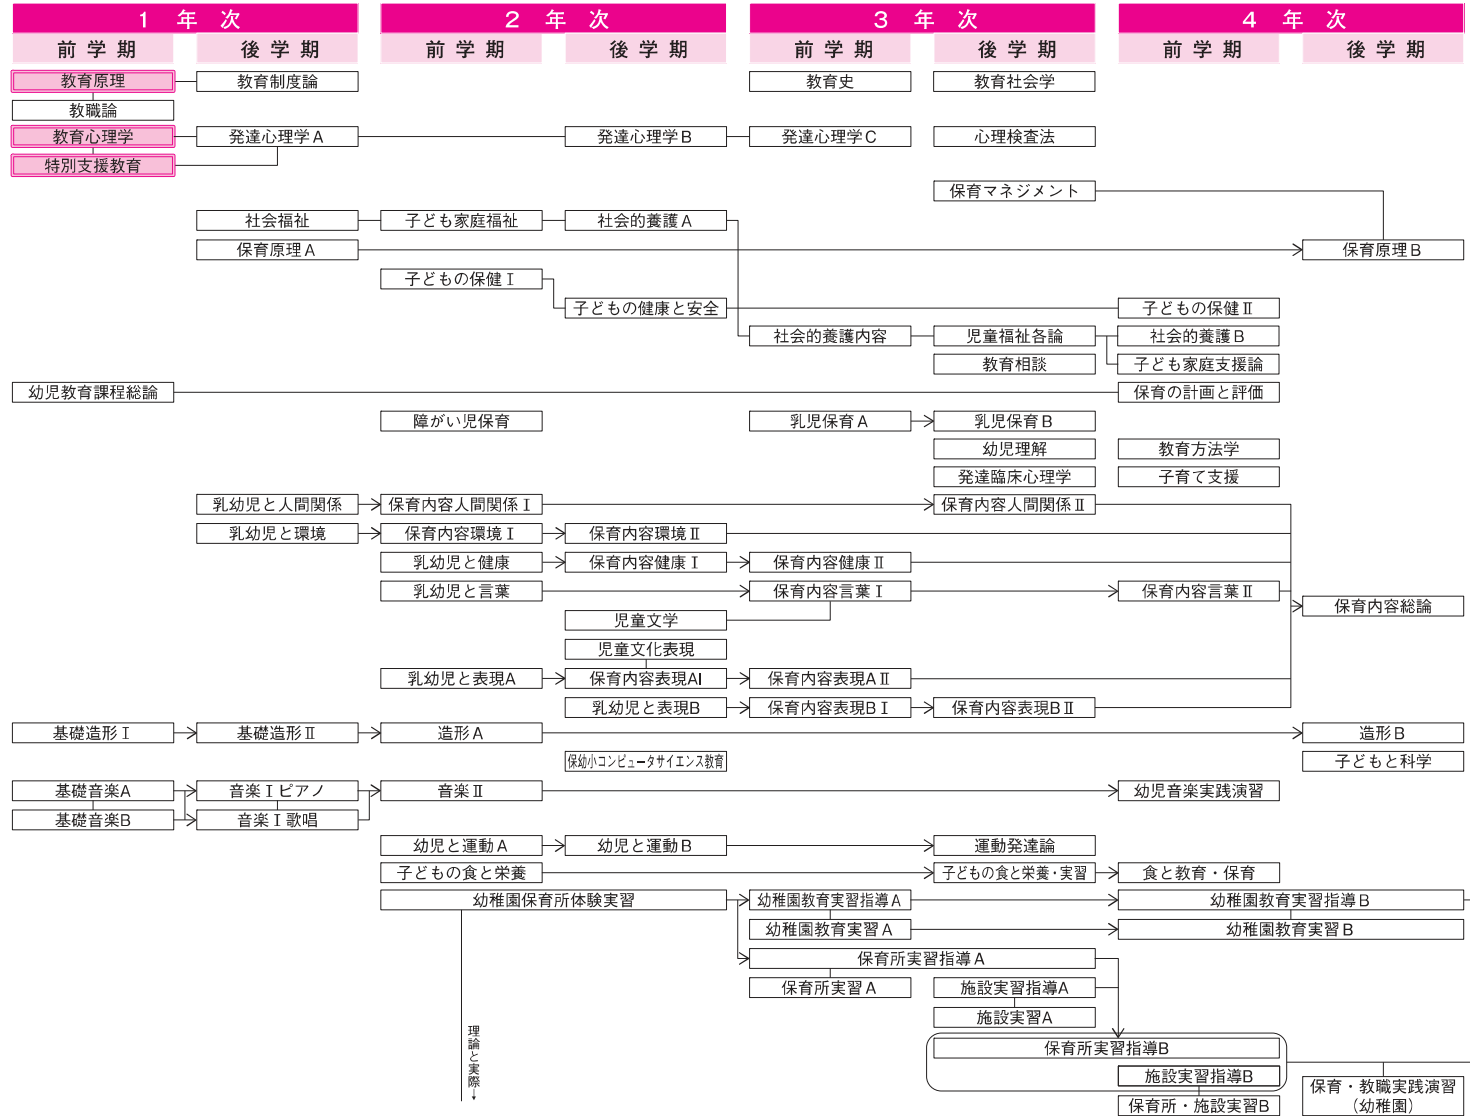 1 年 次 2 年 次 3 年 次 4 年 次
前 学 期 後 学 期 前 学 期 後 学 期 前 学 期 後 学 期 前 学 期 後 学 期
教育原理 教育制度論 教育史 教育社会学
教職論
教育心理学 発達心理学A 発達心理学B 発達心理学C 心理検査法
特別支援教育
保育マネジメント
社会福祉 子ども家庭福祉 社会的養護A
保育原理A 保育原理B
子どもの保健Ⅰ
子どもの健康と安全 子どもの保健Ⅱ
社会的養護内容 児童福祉各論 社会的養護B
教育相談 子ども家庭支援論
幼児教育課程総論 保育の計画と評価
障がい児保育 乳児保育A 乳児保育B
幼児理解 教育方法学
発達臨床心理学 子育て支援
乳幼児と人間関係 保育内容人間関係Ⅰ 保育内容人間関係Ⅱ
乳幼児と環境 保育内容環境Ⅰ 保育内容環境Ⅱ
乳幼児と健康 保育内容健康Ⅰ 保育内容健康Ⅱ
乳幼児と言葉 保育内容言葉Ⅰ 保育内容言葉Ⅱ
保育内容総論
児童文学
児童文化表現
乳幼児と表現A 保育内容表現AⅠ 保育内容表現AⅡ
乳幼児と表現B 保育内容表現BⅠ 保育内容表現BⅡ
基礎造形Ⅰ 基礎造形Ⅱ 造形A 造形B
保幼小コンピュータサイエンス教育 子どもと科学
基礎音楽A 音楽Ⅰピアノ 音楽Ⅱ 幼児音楽実践演習
基礎音楽B 音楽Ⅰ歌唱
幼児と運動A 幼児と運動B 運動発達論
子どもの食と栄養 子どもの食と栄養・実習 食と教育・保育
幼稚園保育所体験実習 幼稚園教育実習指導A 幼稚園教育実習指導B
幼稚園教育実習A 幼稚園教育実習B
保育所実習指導A
保育所実習A 施設実習指導A
施設実習A
理論と実際→
保育所実習指導B
施設実習指導B
保育・教職実践演習
（幼稚園）
保育所・施設実習B